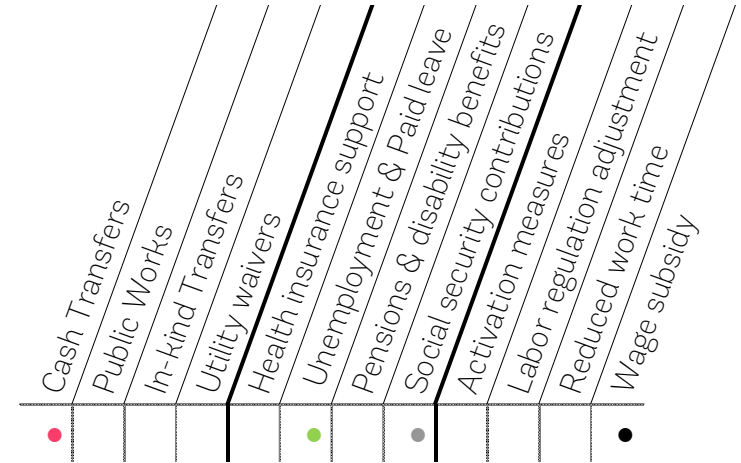 Cash Transfers
Public Works
In-kind Transfers
Utility waivers
Health insurance support
Unemployment & Paid leave
Pensions & disability benefits
Social security contributions
Activation measures
Labor regulation adjustment
Reduced work time
Wage subsidy